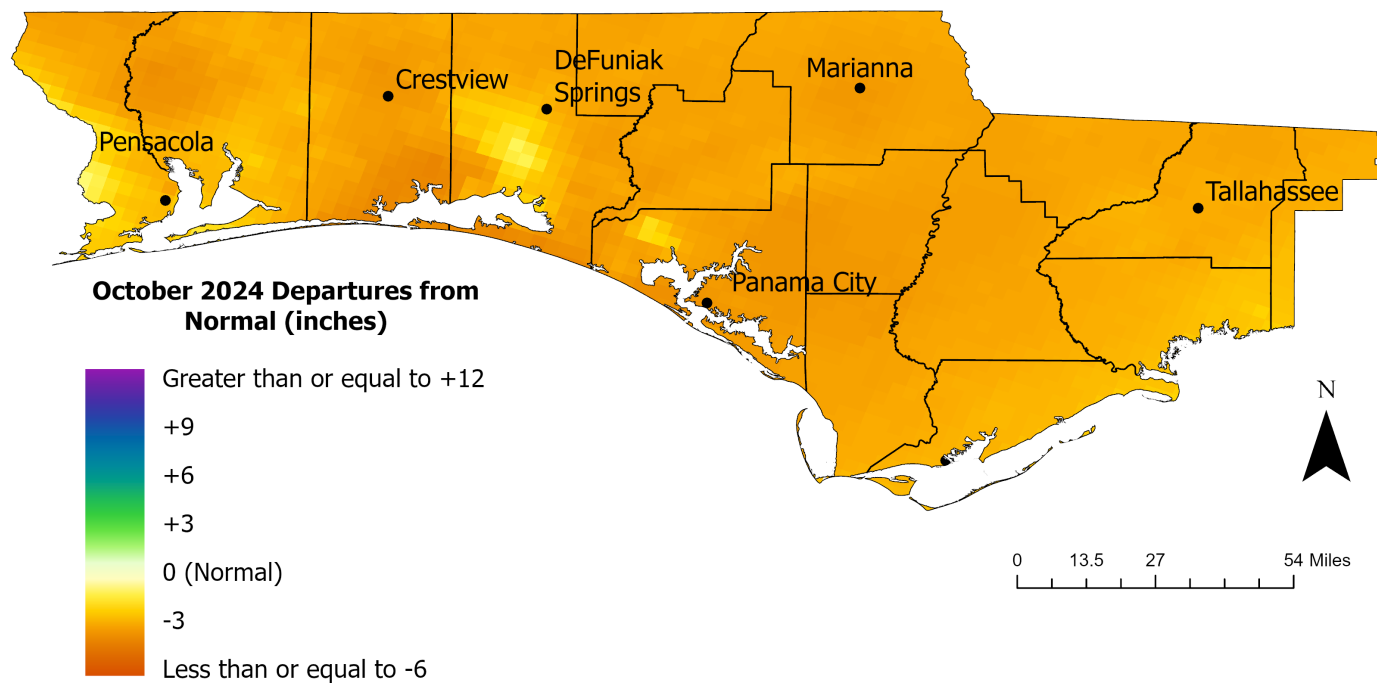 DeFuniak
Springs
Crestview
Marianna
Pensacola
Tallahassee
Panama City
October 2024 Departures from
Normal (inches)
Greater than or equal to +12
+9
+6
+3
0 (Normal)
-3
Less than or equal to -6
N
0 13.5 27 54 Miles